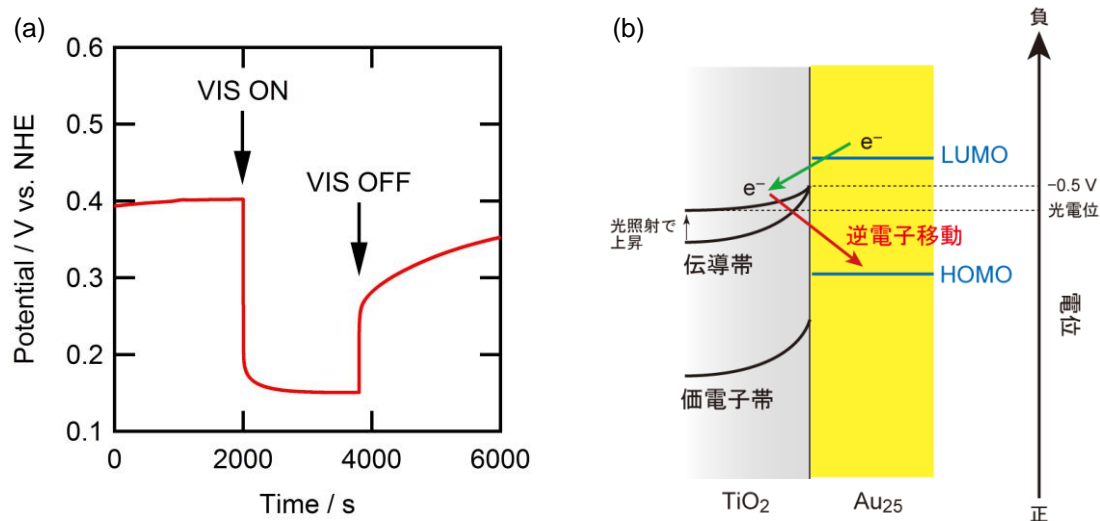 (a)
0.6
0.5
0.4
0.3
0.2
0.1
Potential / V vs. NHE
VIS ON
VIS OFF
0
2000
4000
6000
Time / s
(b)
負
e−
LUMO
e−
−0.5 V
光電位
光照射で
上昇
逆電子移動
伝導帯
HOMO
電位
価電子帯
TiO2
Au25
正